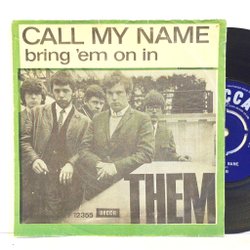 CALL MY NAME
bring 'em on in
THEM
12355 DECCA
DECCA